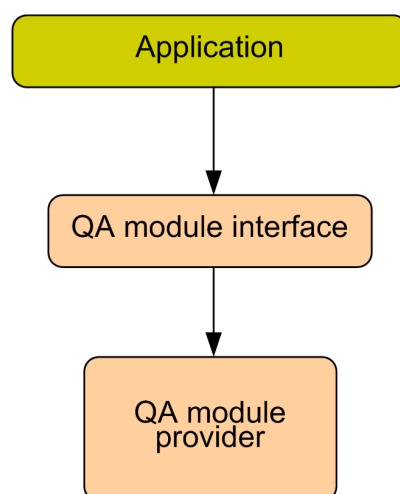 Application
QA module interface
QA module
provider